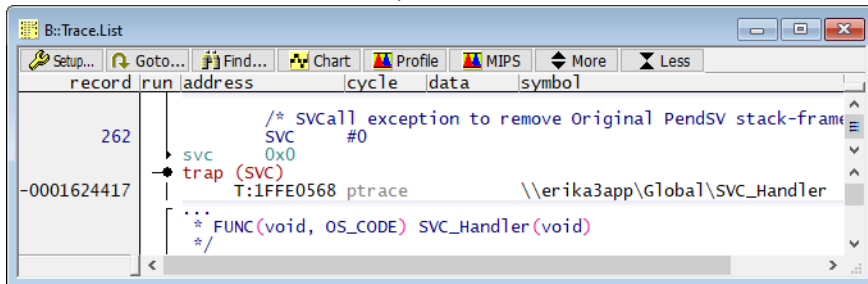 B::Trace.List
Setup... Goto... Find... Chart Profile MIPS More Less
record run address cycle data symbol
/* SVCall exception to remove Original PendSV stack-frame
262 SVC #0
svc 0x0
trap (SVC)
-0001624417 T:1FFE0568 ptrace \\erika3app\Global\SVC_Handler
...
* FUNC(void, OS_CODE) SVC_Handler(void)
*/